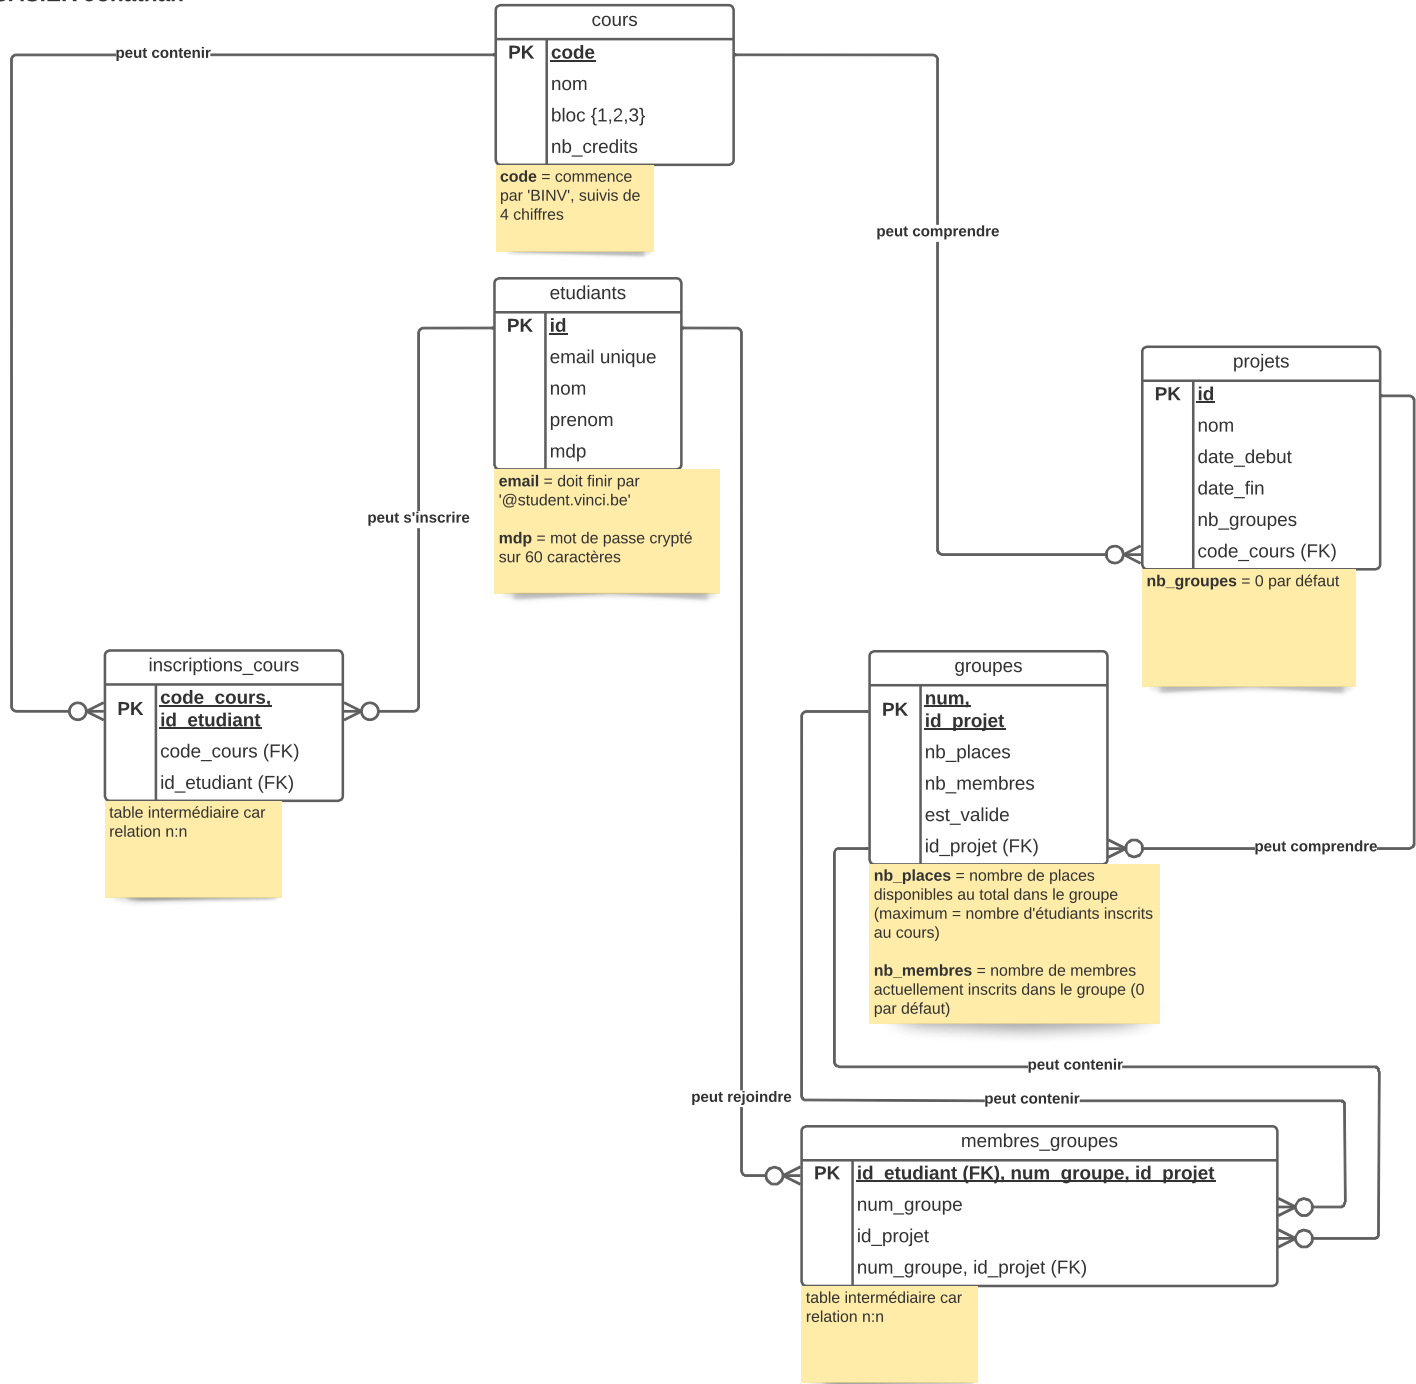 cours
PK
code
nom
bloc {1,2,3}
nb_credits
code = commence
par 'BINV', suivis de
4 chiffres
peut contenir
peut comprendre
etudiants
PK
id
email unique
nom
prenom
mdp
email = doit finir par
'@student.vinci.be'
mdp = mot de passe crypté
sur 60 caractères
peut s'inscrire
projets
PK
id
nom
date_debut
date_fin
nb_groupes
code_cours (FK)
nb_groupes = 0 par défaut
inscriptions_cours
PK
code_cours,
id_etudiant
code_cours (FK)
id_etudiant (FK)
table intermédiaire car
relation n:n
groupes
PK
num,
id_projet
nb_places
nb_membres
est_valide
id_projet (FK)
peut comprendre
nb_places = nombre de places
disponibles au total dans le groupe
(maximum = nombre d'étudiants inscrits
au cours)
nb_membres = nombre de membres
actuellement inscrits dans le groupe (0
par défaut)
peut contenir
peut contenir
peut rejoindre
membres_groupes
PK
id_etudiant (FK), num_groupe, id_projet
num_groupe
id_projet
num_groupe, id_projet (FK)
table intermédiaire car
relation n:n